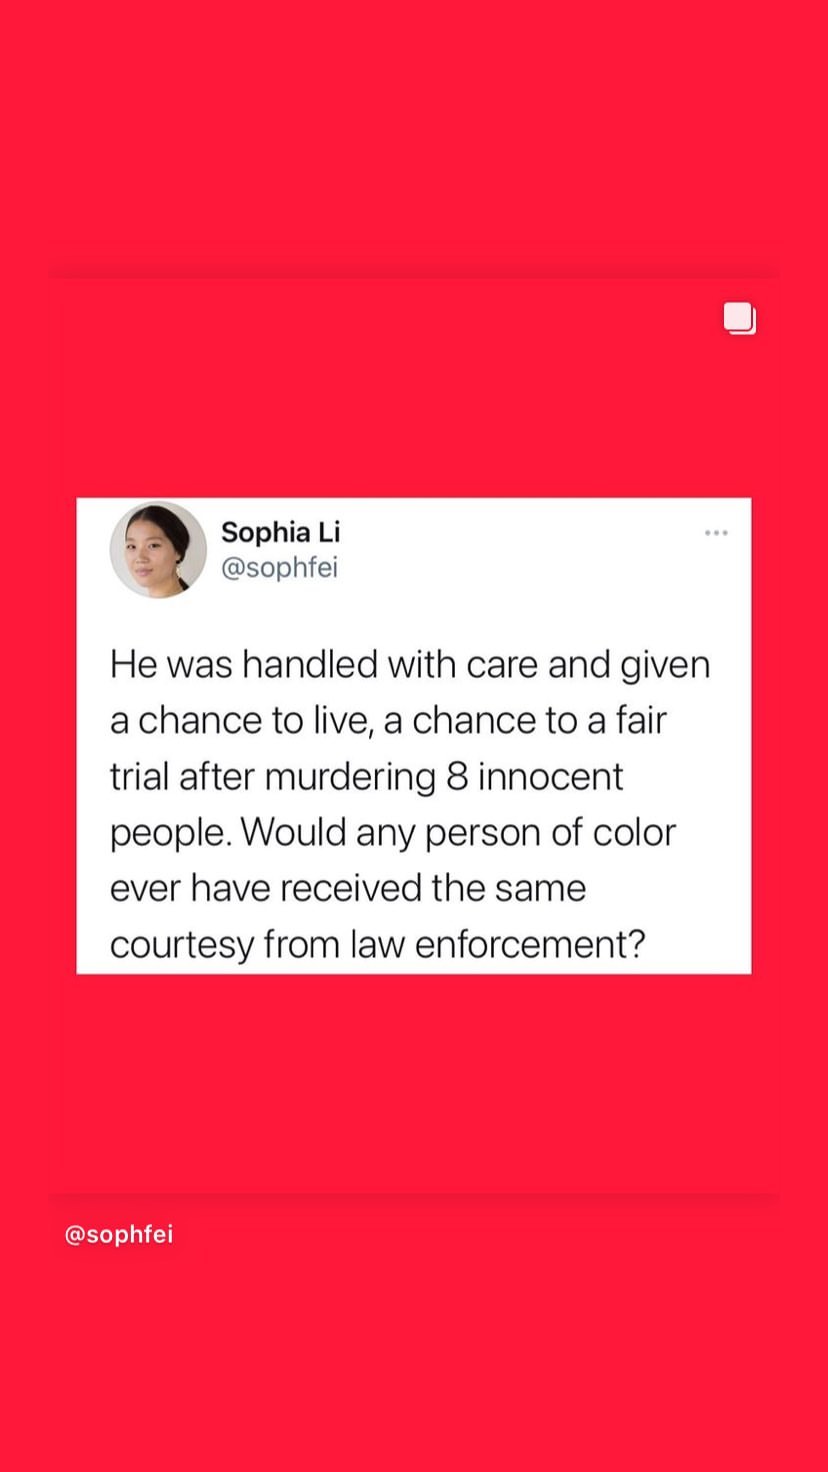 Sophia Li
@sophfei
He was handled with care and given
a chance to live, a chance to a fair
trial after murdering 8 innocent
people. Would any person of color
ever have received the same
courtesy from law enforcement?
@sophfei